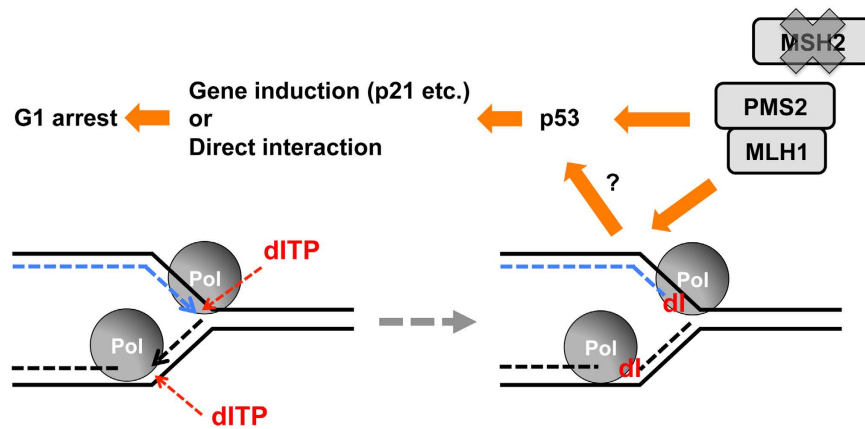 MSH2
Gene induction (p21 etc.)
or
Direct interaction
G1 arrest
p53
PMS2
MLH1
?
Pol
dITP
Pol
dITP
Pol
dI
Pol
dI